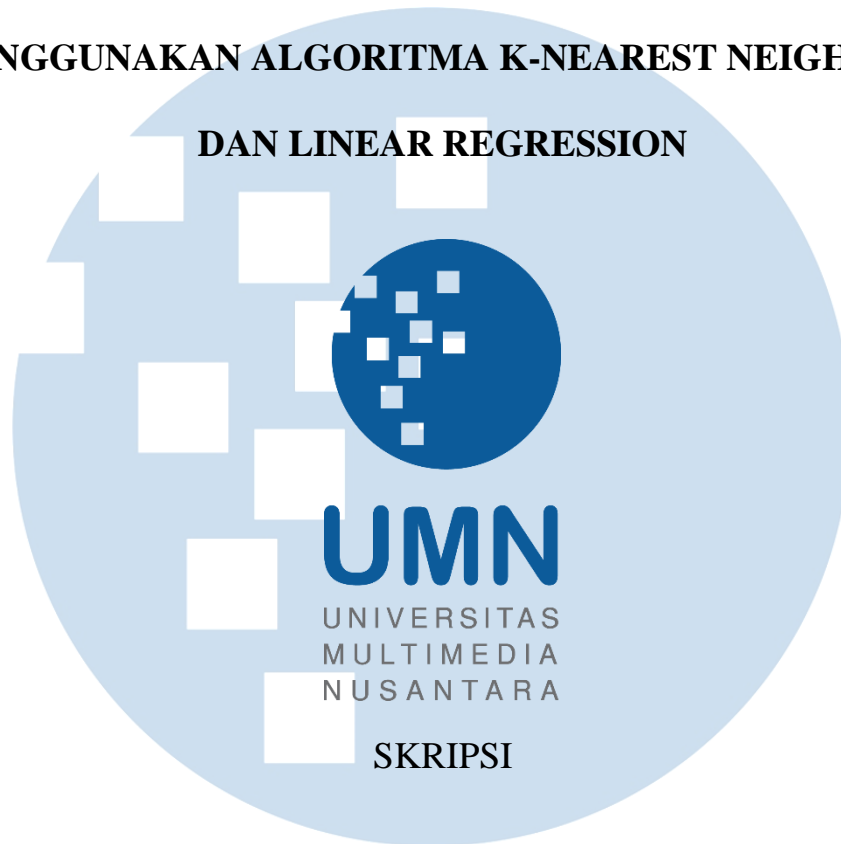 NGGUNAKAN ALGORITMA K-NEAREST NEIGH
DAN LINEAR REGRESSION
UMN
UNIVERSITAS
MULTIMEDIA
NUSANTARA
SKRIPSI